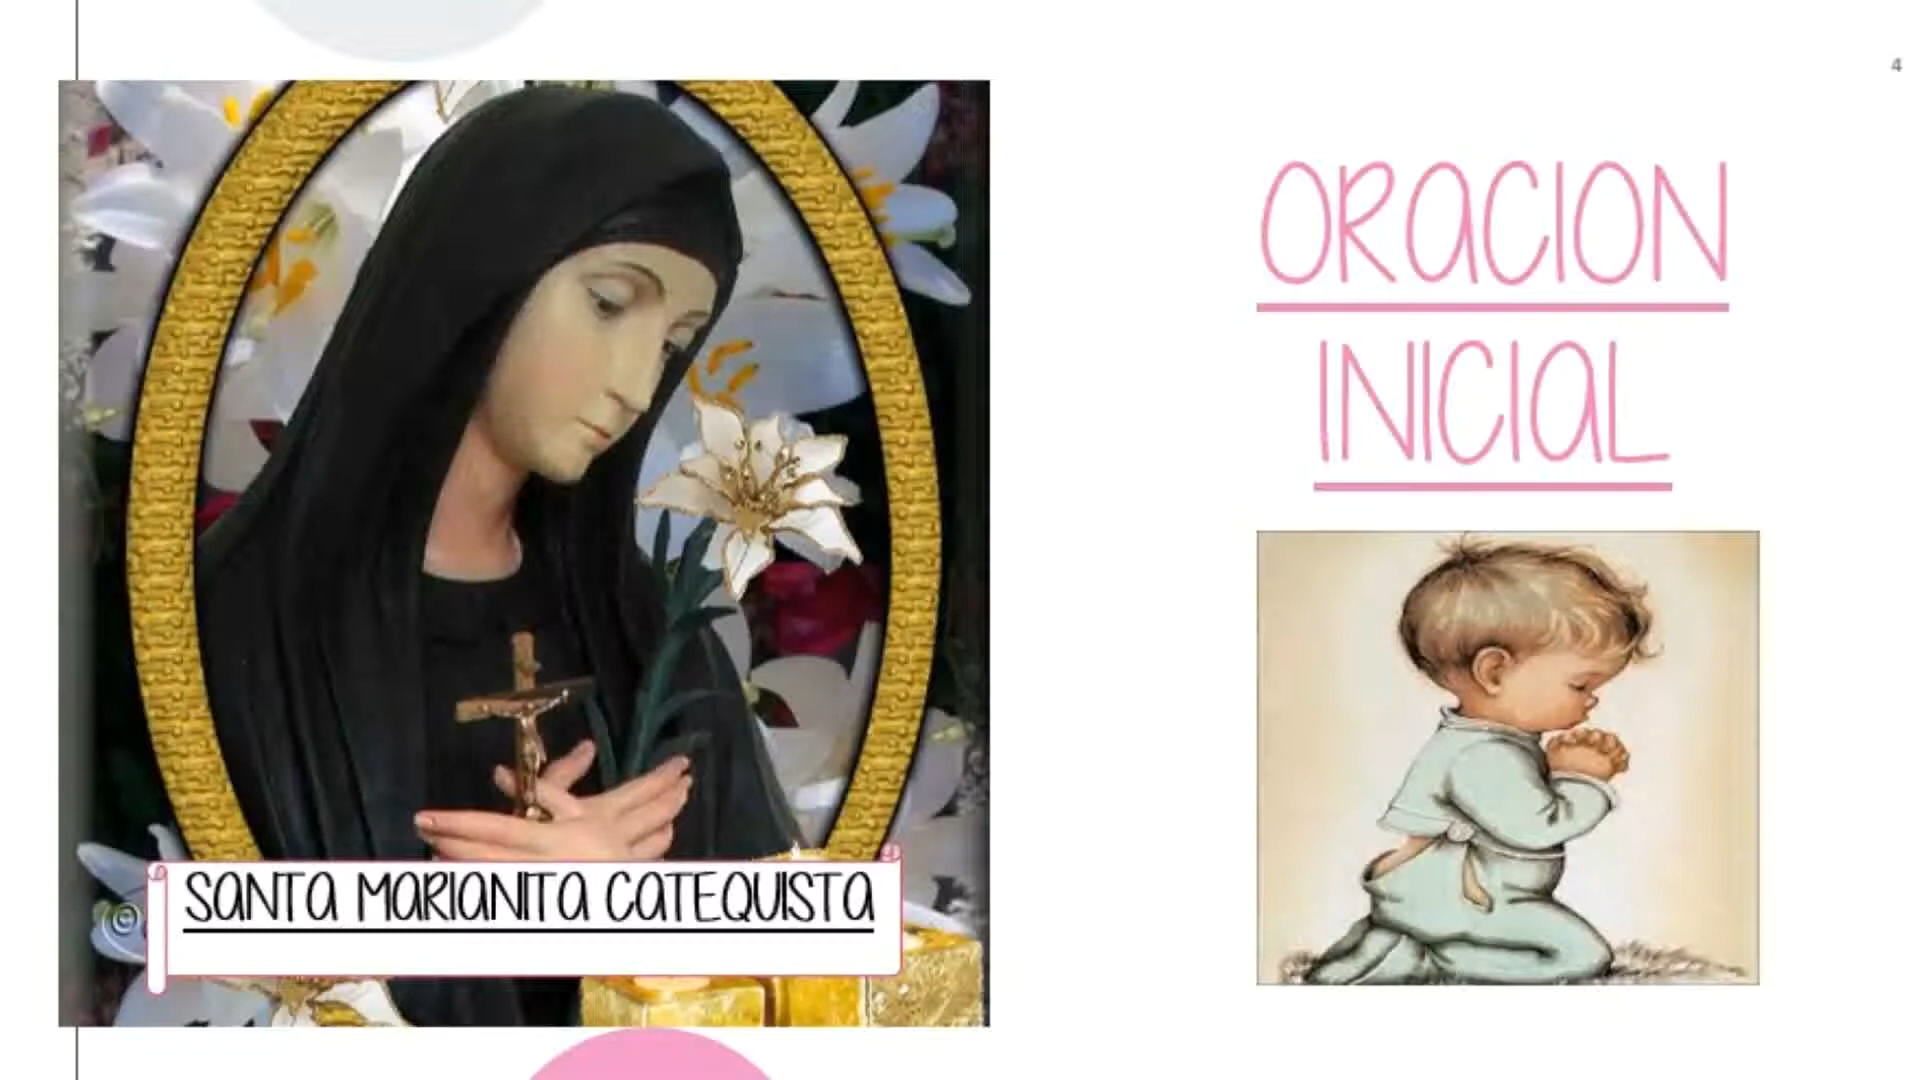 4
ORACION
INICIAL
SANTA MARIANITA CATEQUISTA
©